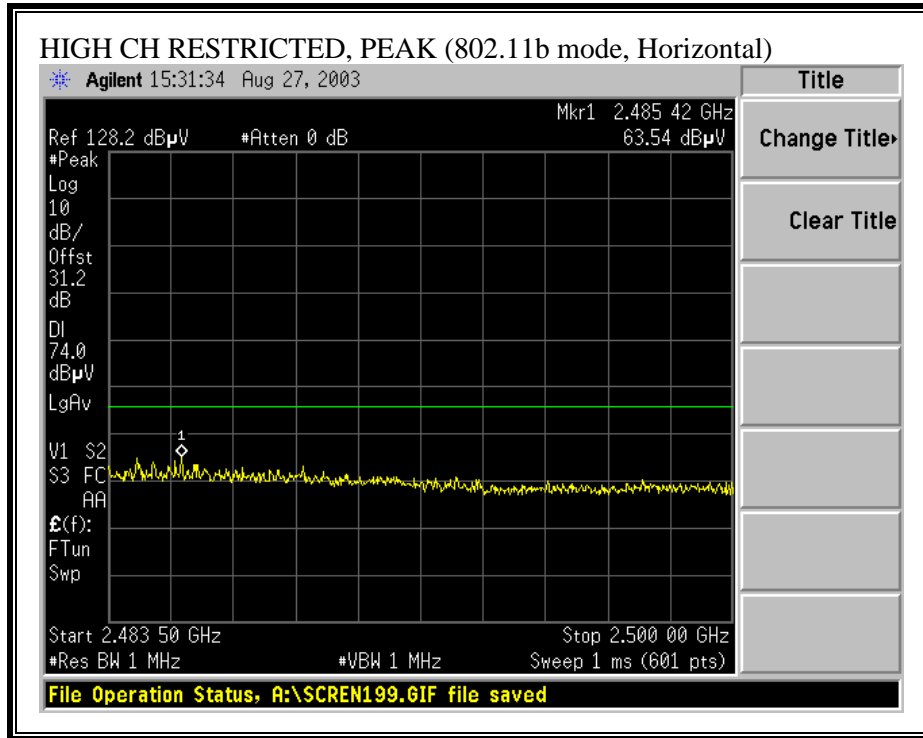 HIGH CH RESTRICTED, PEAK (802.11b mode, Horizontal)
Agilent 15:31:34 Aug 27, 2003
Title
Mkr1 2.485 42 GHz
Ref 128.2 dBµV #Atten 0 dB 63.54 dBµV
Change Title
#Peak
Log
10
dB/
Offst
31.2
dB
DI
74.0
dBµV
LgAv
1
V1 S2
S3 FC
AA
£(f):
FTun
Swp
Clear Title
Start 2.483 50 GHz Stop 2.500 00 GHz
#Res BW 1 MHz #VBW 1 MHz Sweep 1 ms (601 pts)
File Operation Status, A:\SCREN199.GIF file saved